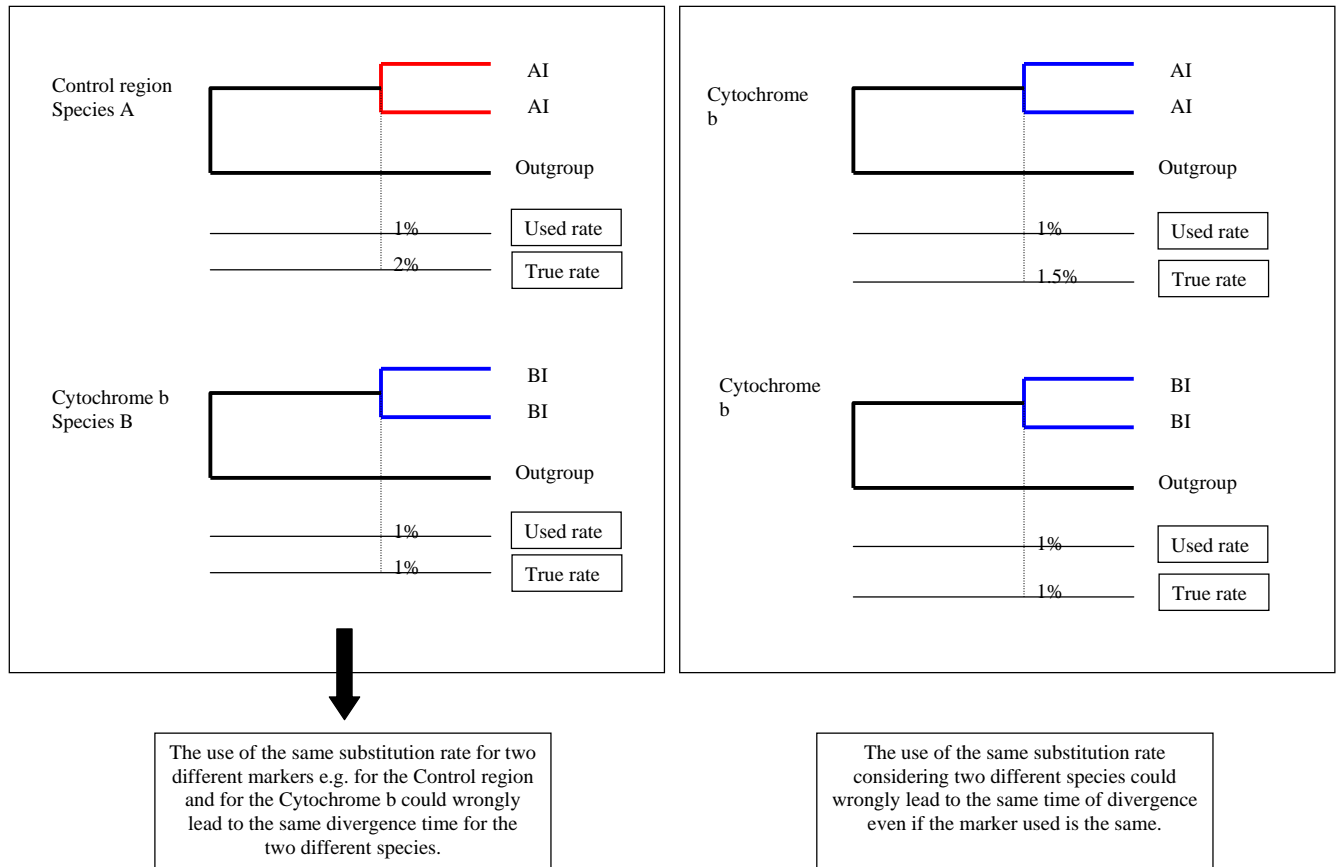 Control region
Species A
AI
AI
Outgroup
1%
Used rate
2%
True rate
Cytochrome b
Species B
BI
BI
Outgroup
1%
Used rate
1%
True rate
The use of the same substitution rate for two
different markers e.g. for the Control region
and for the Cytochrome b could wrongly
lead to the same divergence time for the
two different species.
Cytochrome
b
AI
AI
Outgroup
1%
Used rate
1.5%
True rate
Cytochrome
b
BI
BI
Outgroup
1%
Used rate
1%
True rate
The use of the same substitution rate
considering two different species could
wrongly lead to the same time of divergence
even if the marker used is the same.